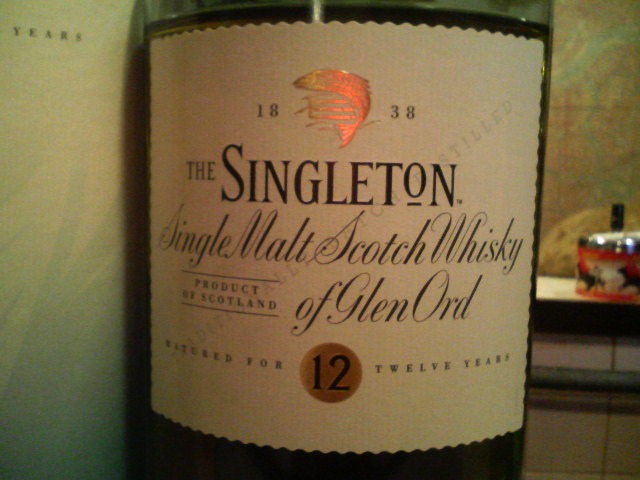 YEARS
18 38
THE SINGLETON™
Single Malt Scotch Whisky
PRODUCT
OF SCOTLAND
of Glen Ord
MATURED FOR 12 TWELVE YEARS